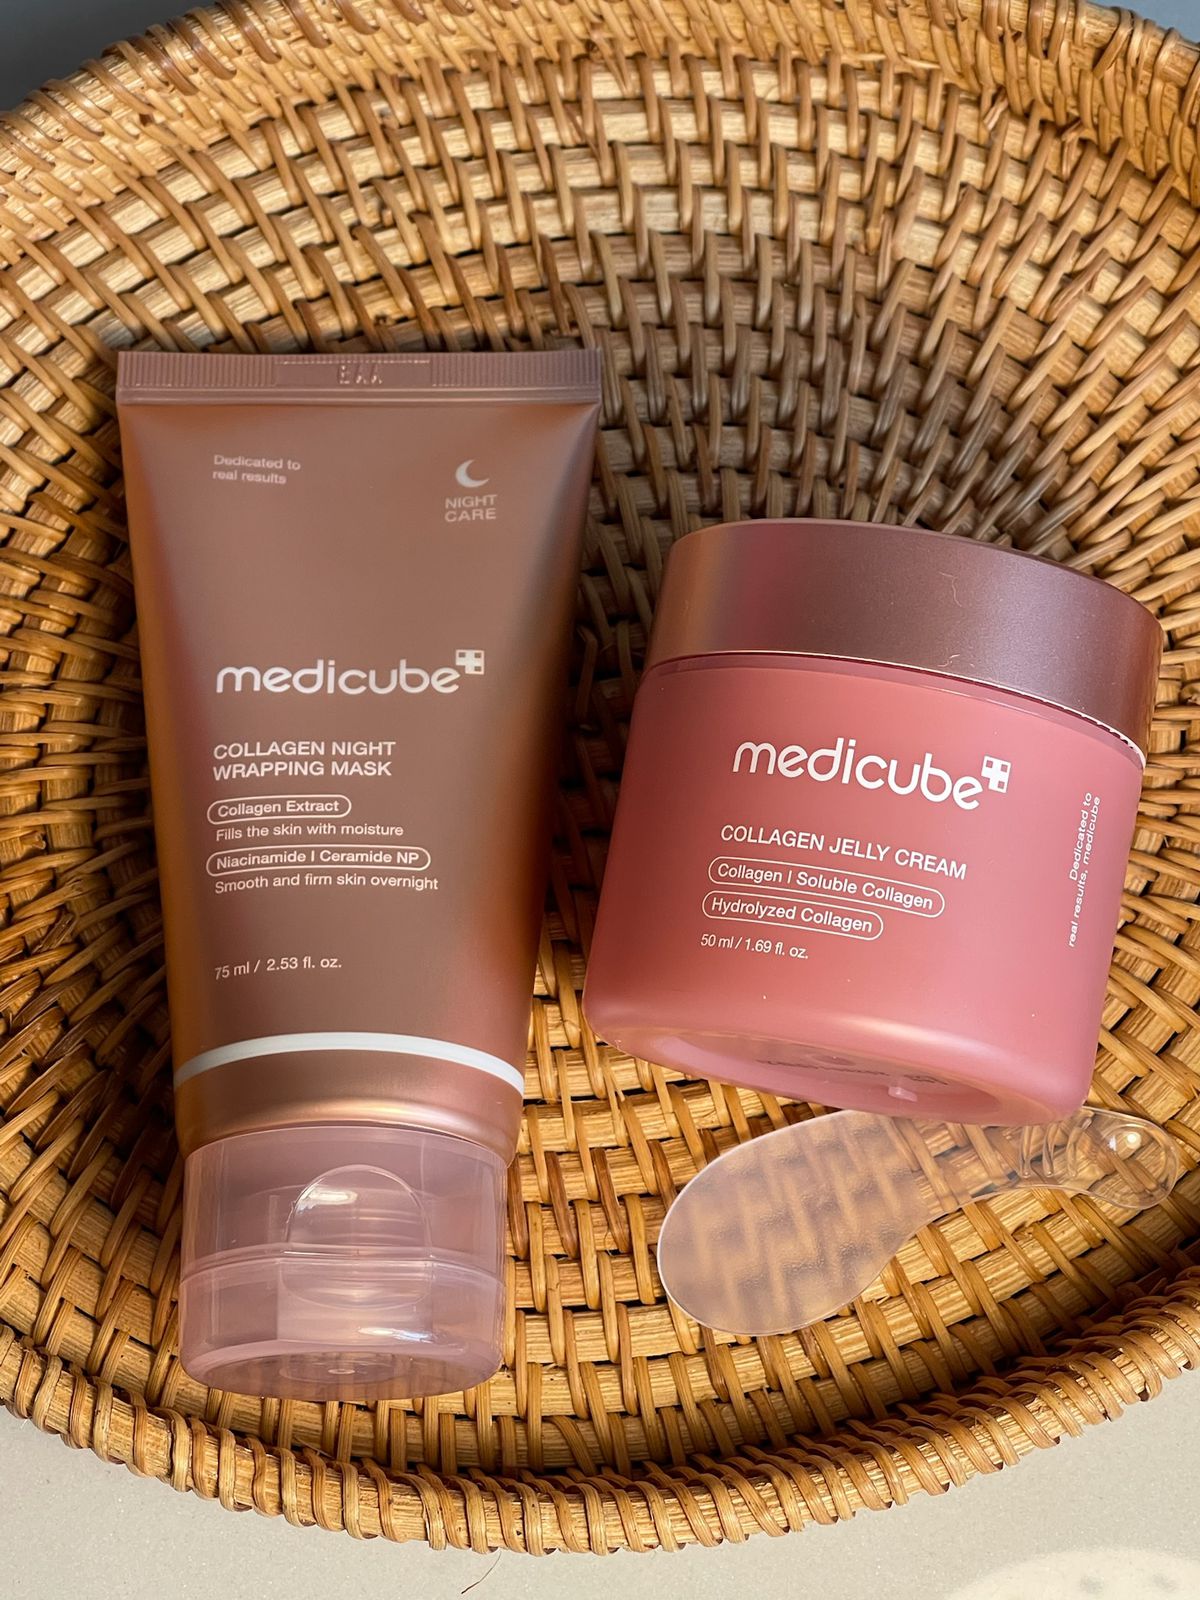 Dedicated to
real results
NIGHT
CARE
medicube
COLLAGEN NIGHT
WRAPPING MASK
Collagen Extract
Fills the skin with moisture
Niacinamide | Ceramide NP
Smooth and firm skin overnight
75 ml / 2.53 fl. oz.
medicube
COLLAGEN JELLY CREAM
Collagen | Soluble Collagen
Hydrolyzed Collagen
50 ml / 1.69 fl. oz.
Dedicated to
real results, medicube